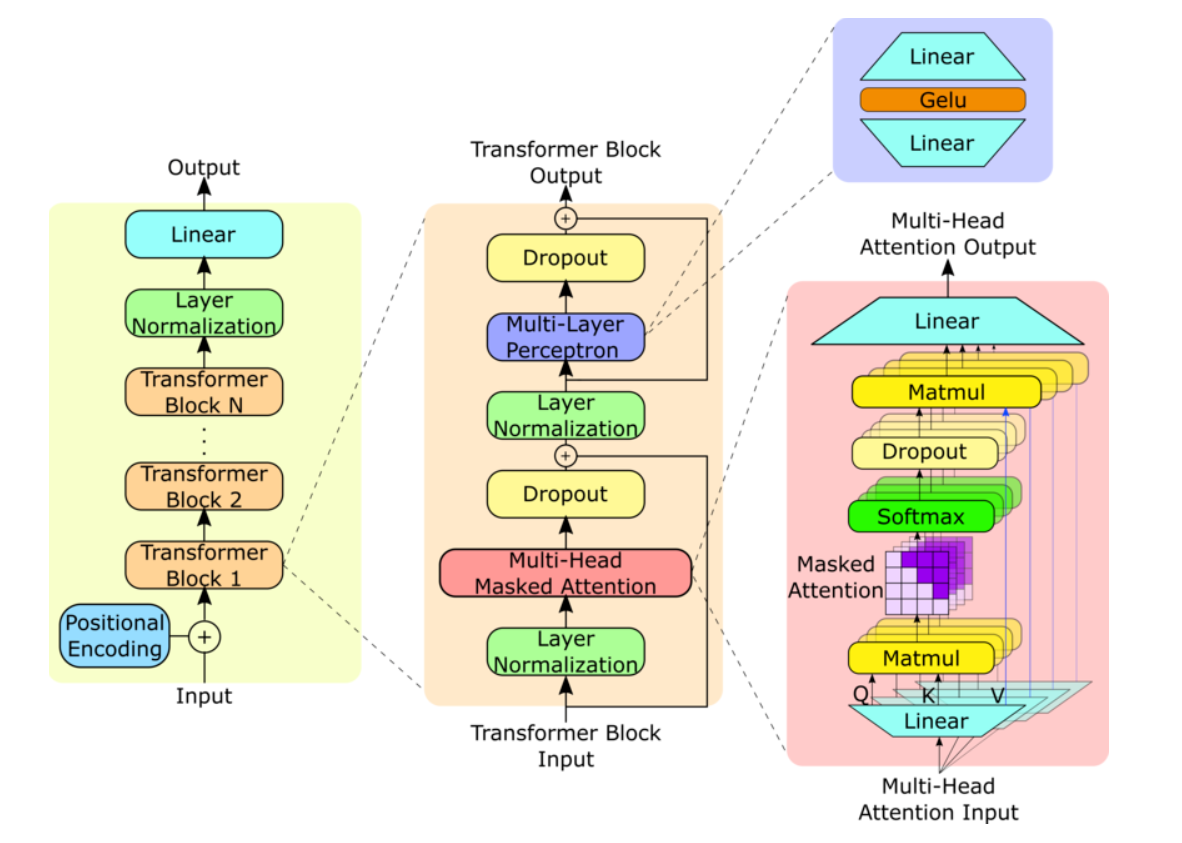 Output
Linear
Layer
Normalization
Transformer
Block N
Transformer
Block 2
Transformer
Block 1
Positional
Encoding
Input
Transformer Block
Output
Dropout
Multi-Layer
Perceptron
Layer
Normalization
Dropout
Multi-Head
Masked Attention
Layer
Normalization
Transformer Block
Input
Linear
Gelu
Linear
Multi-Head
Attention Output
Linear
Matmul
Dropout
Softmax
Masked
Attention
Matmul
Q K V
Linear
Multi-Head
Attention Input